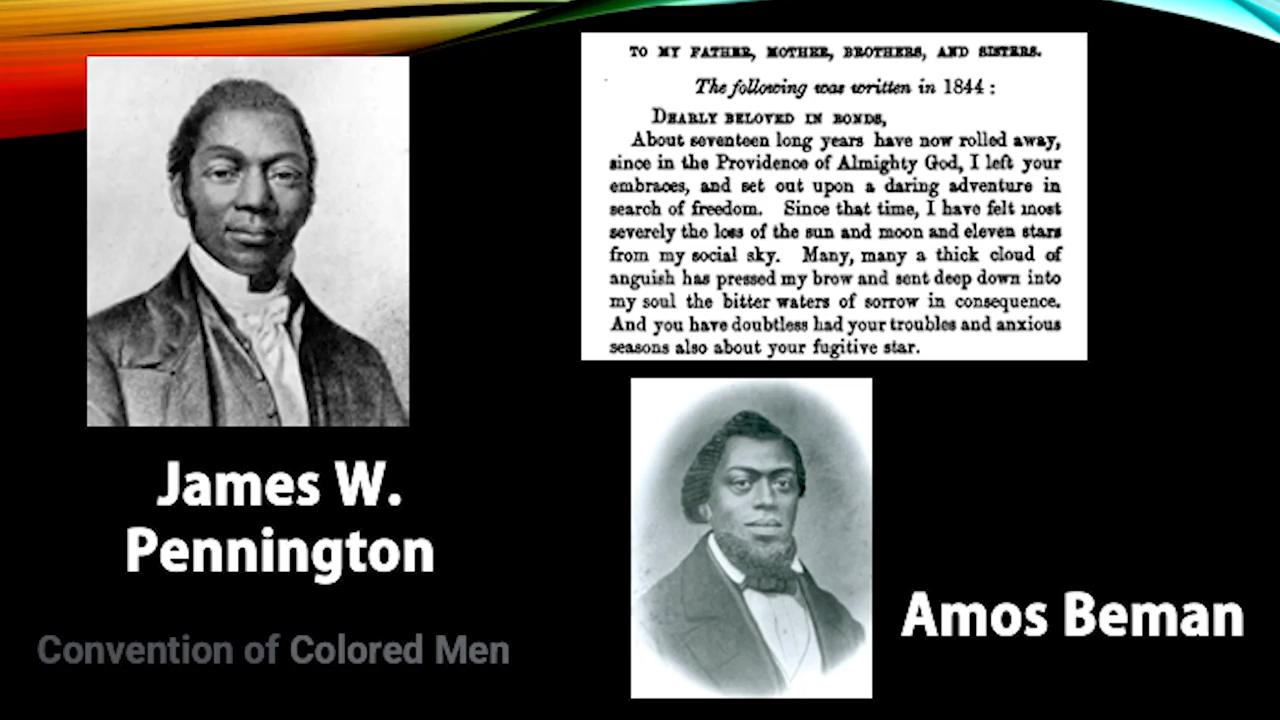 TO MY FATHER, MOTHER, BROTHERS, AND SISTERS.
The following was written in 1844 :
DEARLY BELOVED IN BONDS,
About seventeen long years have now rolled away,
since in the Providence of Almighty God, I left your
embraces, and set out upon a daring adventure in
search of freedom. Since that time, I have felt most
severely the loss of the sun and moon and eleven stars
from my social sky. Many, many a thick cloud of
anguish has pressed my brow and sent deep down into
my soul the bitter waters of sorrow in consequence.
And you have doubtless had your troubles and anxious
seasons also about your fugitive star.
James W.
Pennington
Amos Beman
Convention of Colored Men